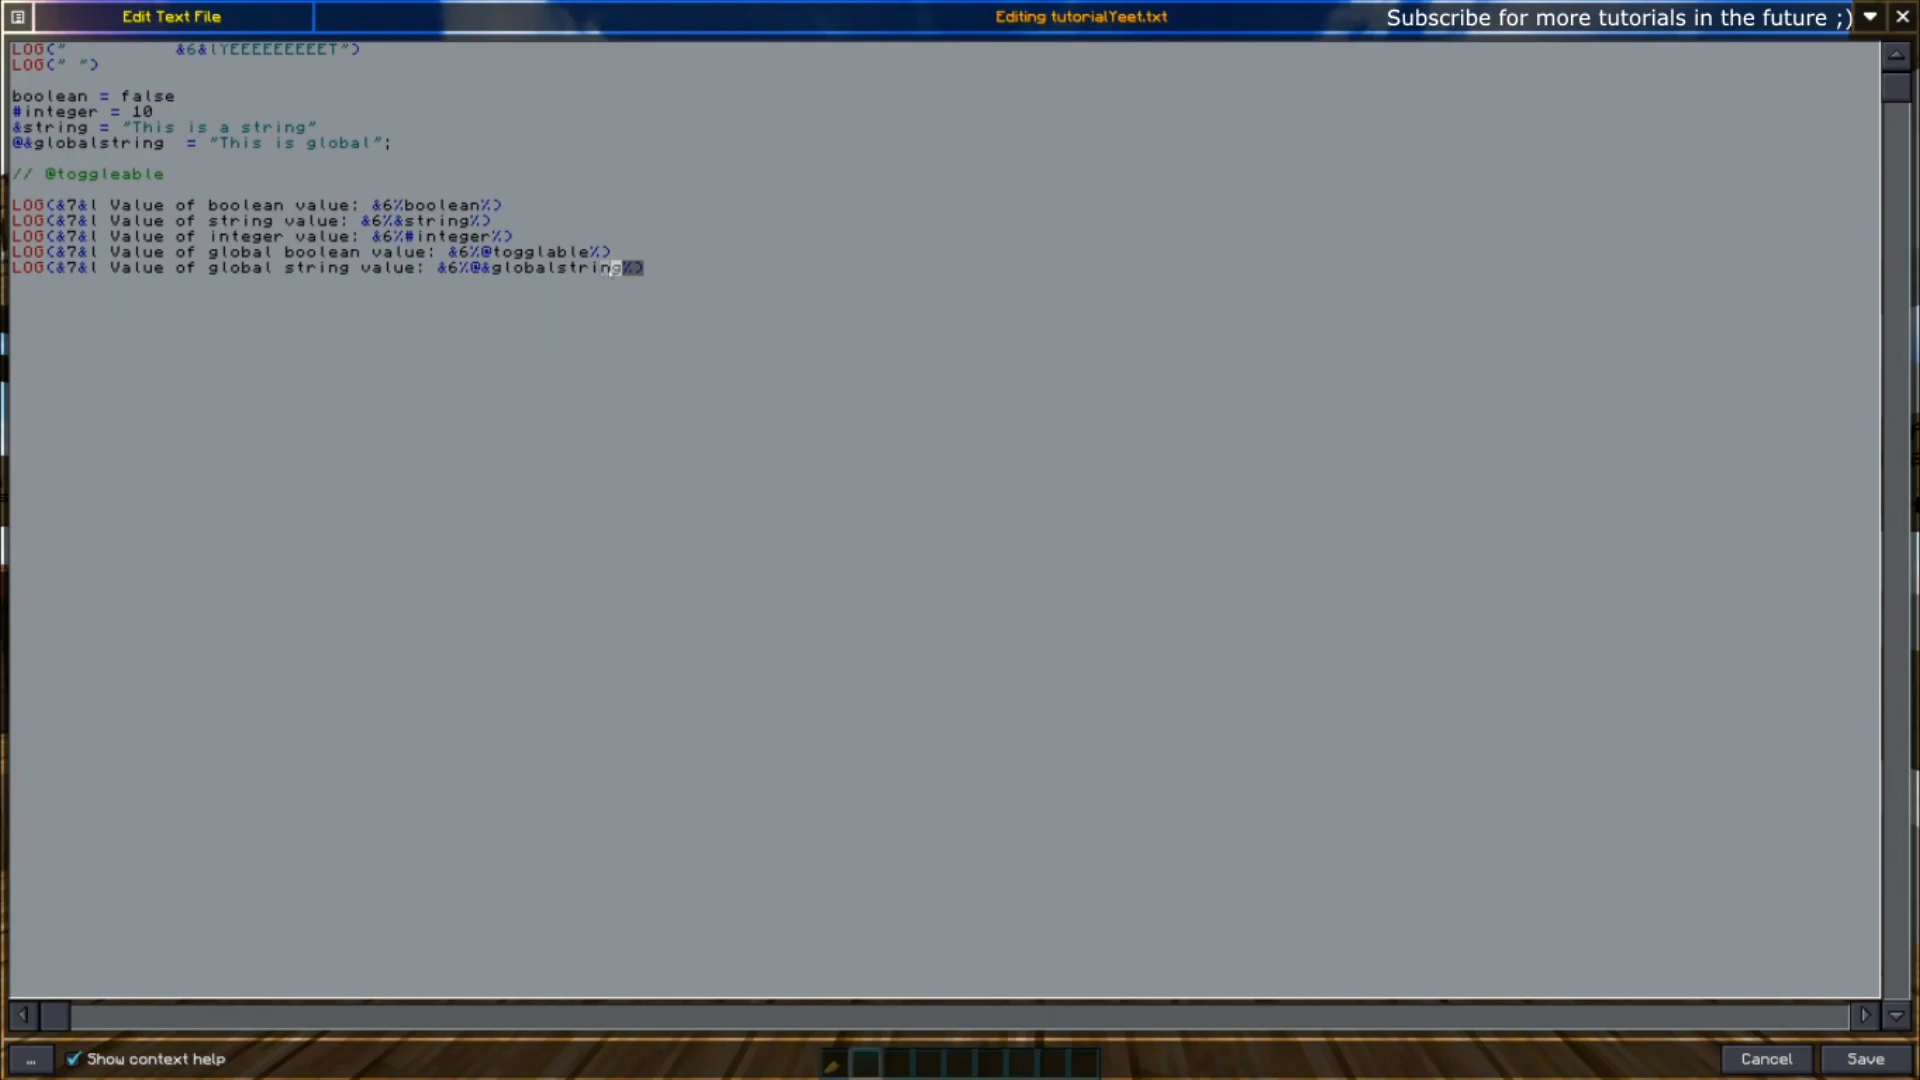 Edit Text File
Editing tutorialYeet.txt
Subscribe for more tutorials in the future ;)
LOG("          &6&lYEEEEEEEEEET")
LOG(" ")
boolean = false
#integer = 10
&string = "This is a string"
@&globalstring  = "This is global";
// @toggleable
LOG(&7&l Value of boolean value: &6%boolean%)
LOG(&7&l Value of string value: &6%&string%)
LOG(&7&l Value of integer value: &6%#integer%)
LOG(&7&l Value of global boolean value: &6%@togglable%)
LOG(&7&l Value of global string value: &6%@&globalstring%)
... Show context help
Cancel Save